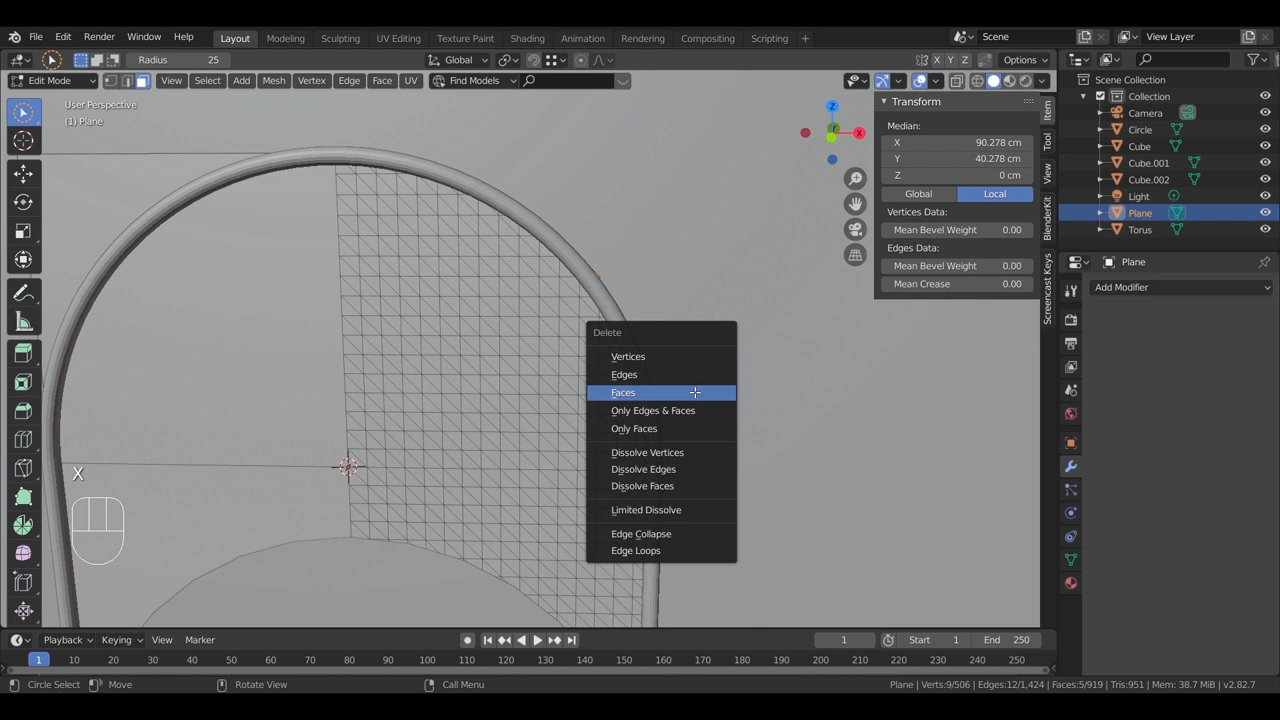 File Edit Render Window Help Layout Modeling Sculpting UV Editing Texture Paint Shading Animation Rendering Compositing Scripting + Scene View Layer
Radius 25 Global X Y Z Options
Edit Mode View Select Add Mesh Vertex Edge Face UV Find Models
User Perspective
(1) Plane
Z
X
Transform
Median:
X 90.278 cm
Y 40.278 cm
Z 0 cm
Global Local
Vertices Data:
Mean Bevel Weight 0.00
Edges Data:
Mean Bevel Weight 0.00
Mean Crease 0.00
Item
Tool
View
BlenderKit
Screencast Keys
Scene Collection
Collection
Camera
Circle
Cube
Cube.001
Cube.002
Light
Plane
Torus
Plane
Add Modifier
Delete
Vertices
Edges
Faces
Only Edges & Faces
Only Faces
Dissolve Vertices
Dissolve Edges
Dissolve Faces
Limited Dissolve
Edge Collapse
Edge Loops
X
Playback Keying View Marker 1 Start 1 End 250
1 10 20 30 40 50 60 70 80 90 100 110 120 130 140 150 160 170 180 190 200 210 220 230 240 250
Circle Select Move Rotate View Call Menu Plane | Verts:9/506 | Edges:12/1,424 | Faces:5/919 | Tris:951 | Mem: 38.7 MiB | v2.82.7